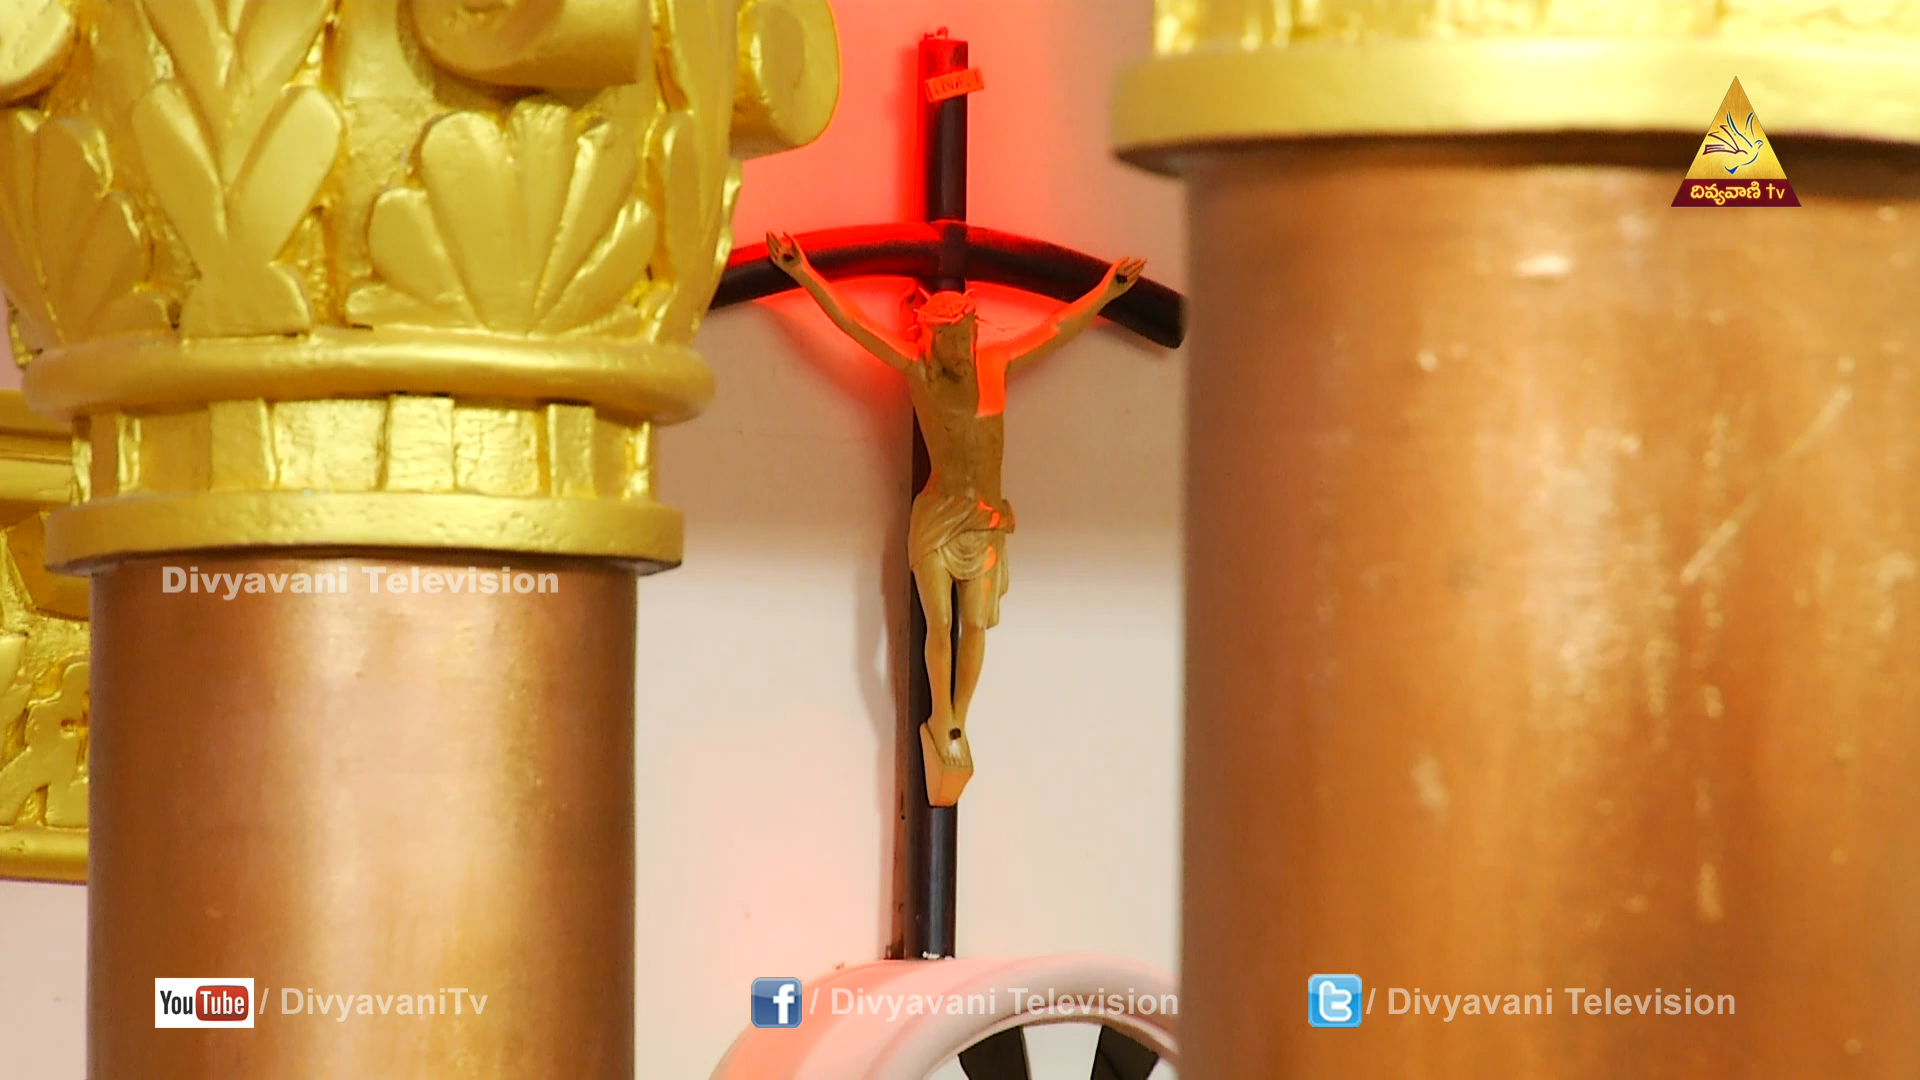 దివ్యవాణి tv
Divyavani Television
YouTube / DivyavaniTv
f / Divyavani Television
t / Divyavani Television